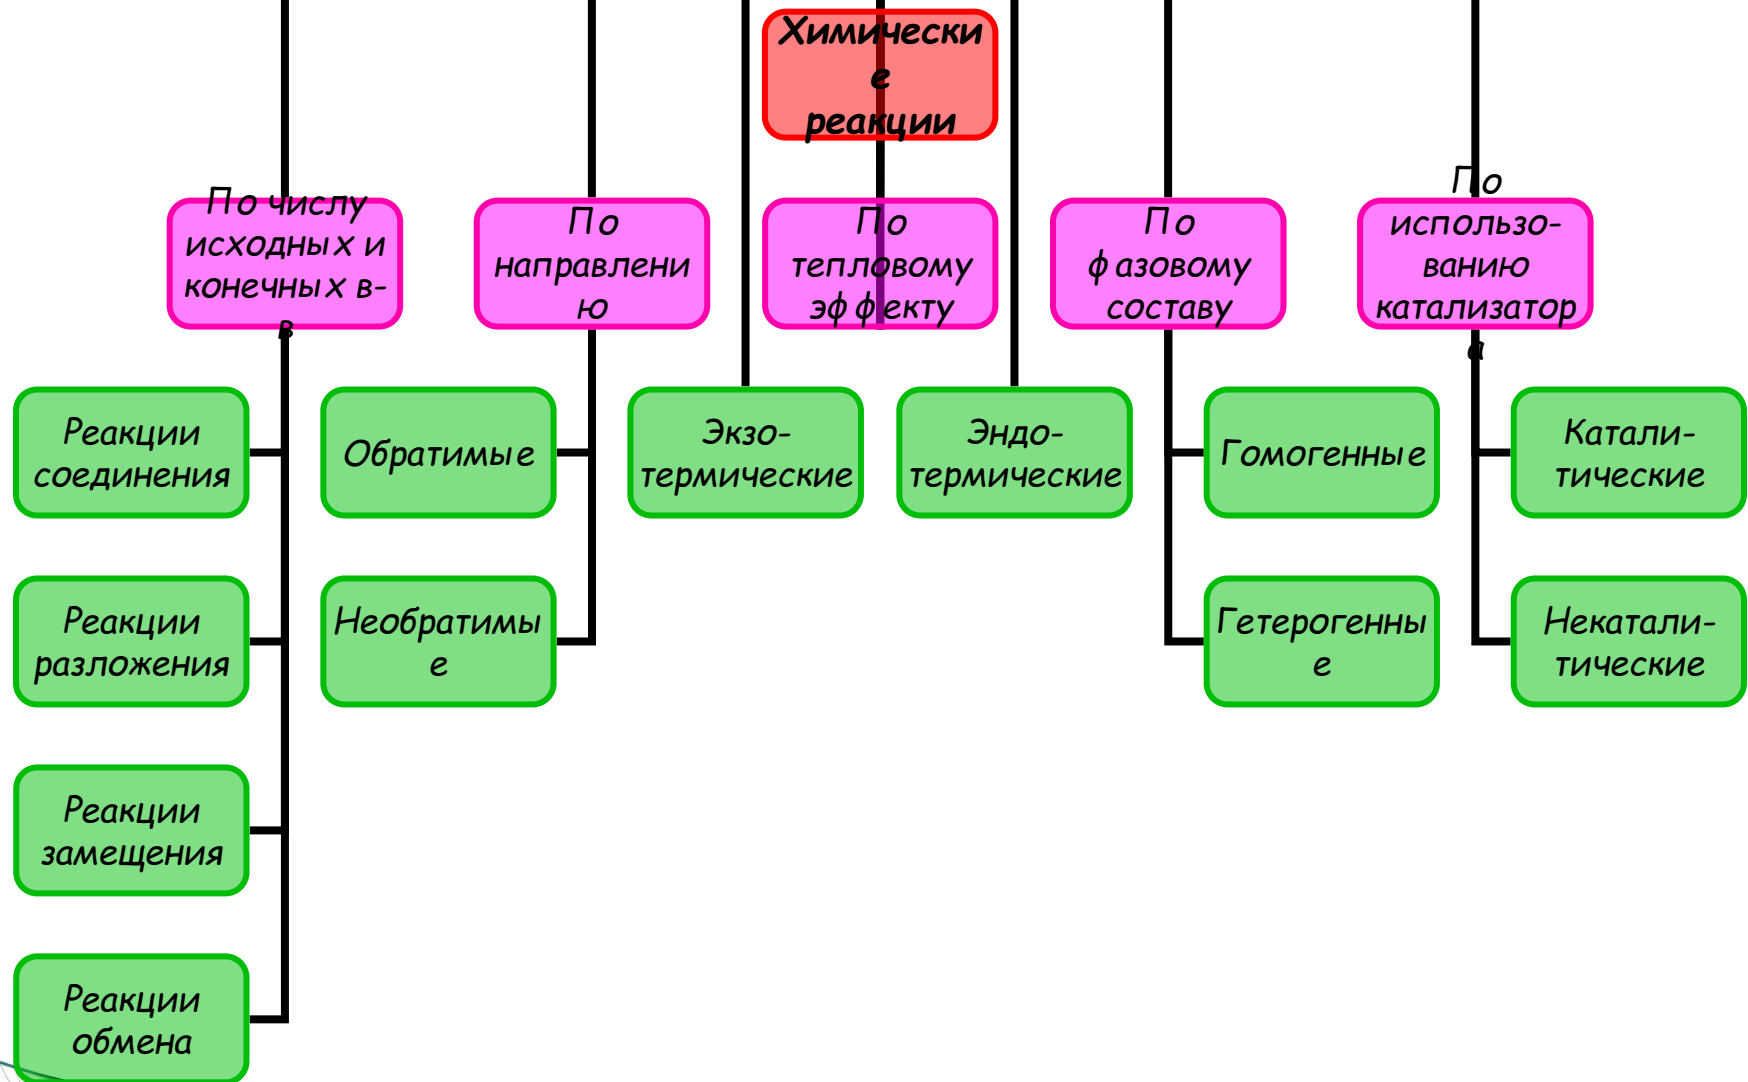 Химически
е
реакции
По числу
исходных и
конечных в-
в
По
направлени
ю
По
тепловому
эффекту
По
фазовому
составу
По
использо-
ванию
катализатор
а
Реакции
соединения
Обратимые
Экзо-
термические
Эндо-
термические
Гомогенные
Катали-
тические
Реакции
разложения
Необратимы
е
Гетерогенны
е
Некатали-
тические
Реакции
замещения
Реакции
обмена